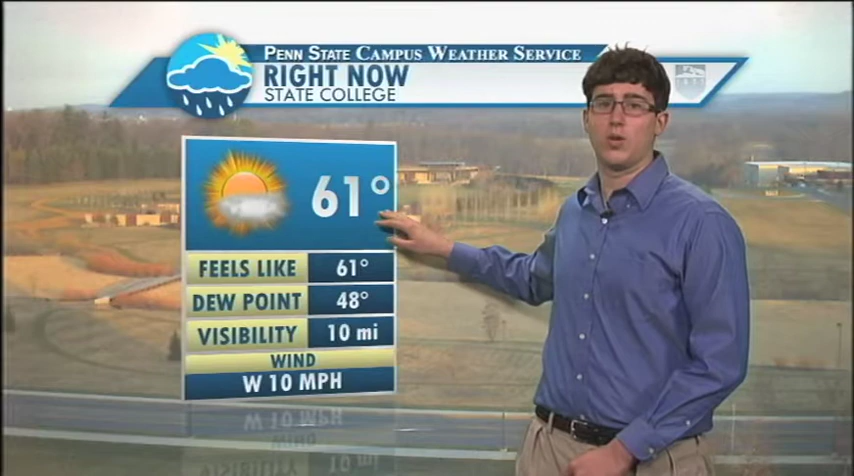 PENN STATE CAMPUS WEATHER SERVICE
RIGHT NOW
STATE COLLEGE
61°
FEELS LIKE 61°
DEW POINT 48°
VISIBILITY 10 mi
WIND
W 10 MPH